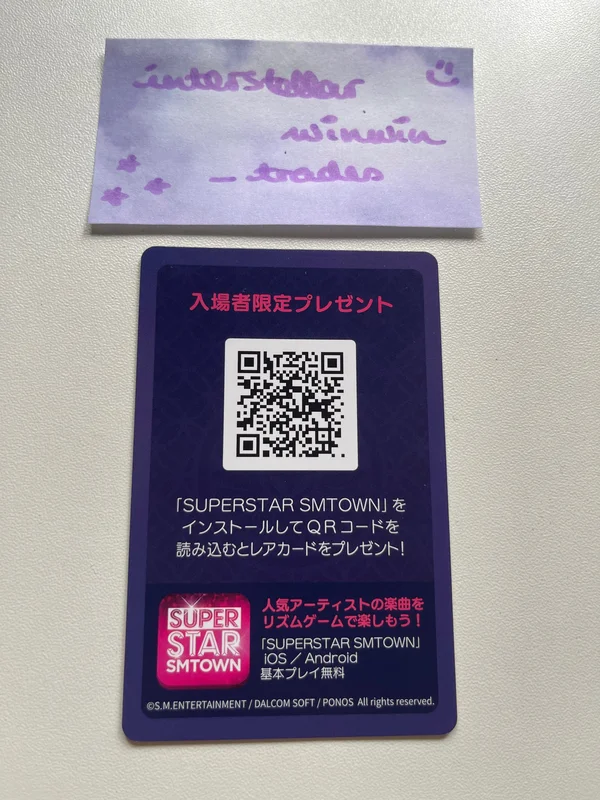 interstellar
winwin
- trades
入場者限定プレゼント
「SUPERSTAR SMTOWN」を
インストールしてQRコードを
読み込むとレアカードをプレゼント!
SUPER
STAR
SMTOWN
人気アーティストの楽曲を
リズムゲームで楽しもう!
「SUPERSTAR SMTOWN」
iOS／Android
基本プレイ無料
©S.M.ENTERTAINMENT / DALCOM SOFT / PONOS All rights reserved.